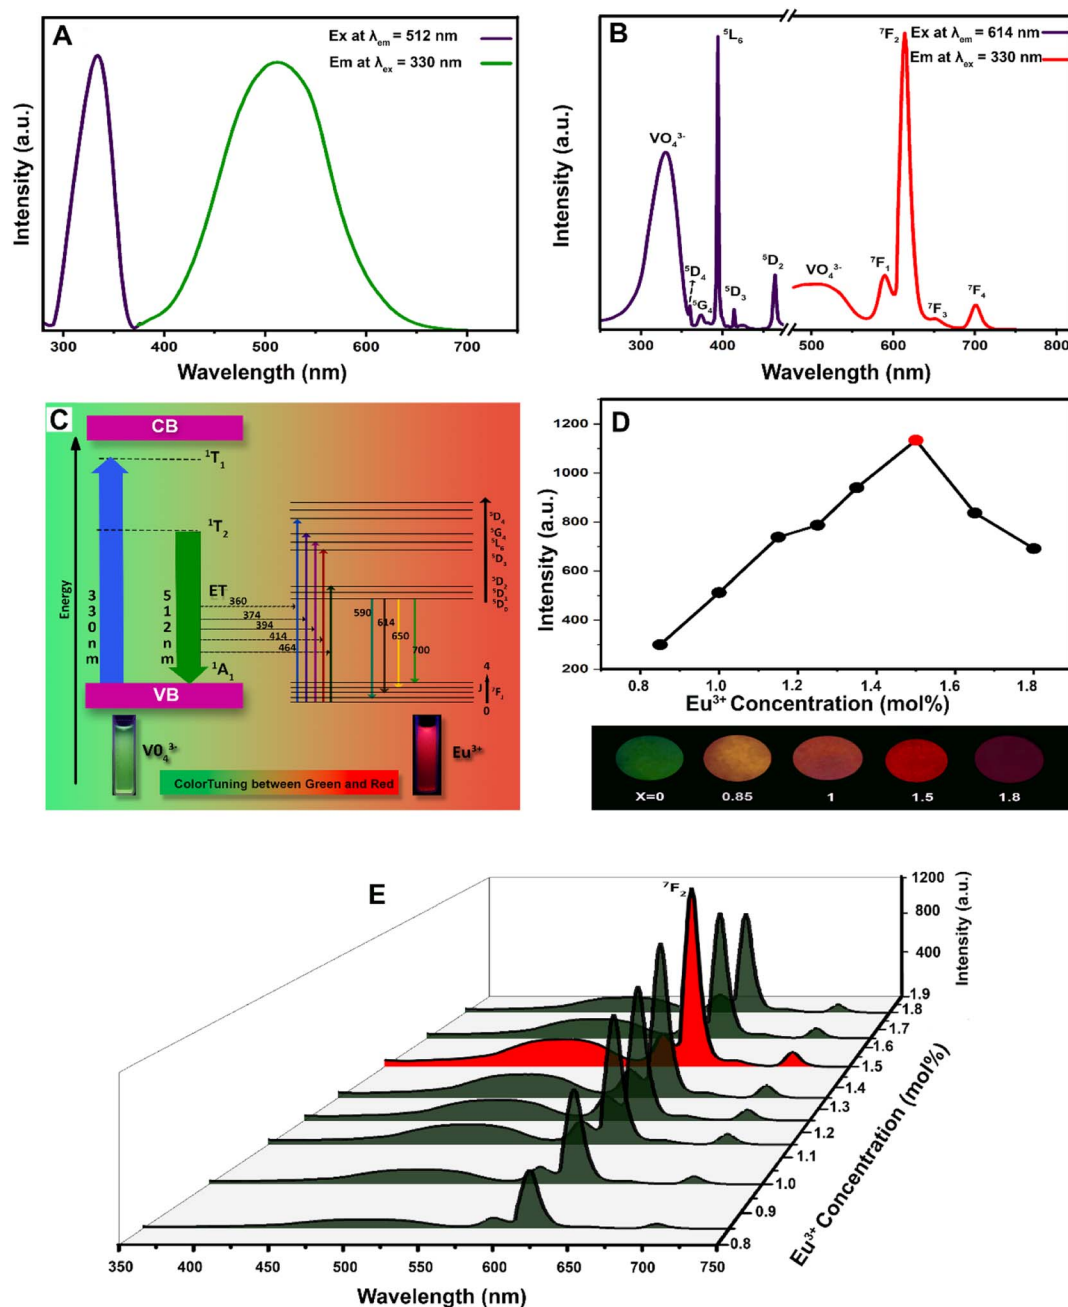 A
Ex at λem = 512 nm
Em at λex = 330 nm
Intensity (a.u.)
300 400 500 600 700
Wavelength (nm)
B
Ex at λem = 614 nm
Em at λex = 330 nm
⁵L₆
⁷F₂
VO₄³⁻
⁵D₄
⁵G₄
⁵D₃
⁵D₂
VO₄³⁻
⁷F₁
⁷F₃
⁷F₄
Intensity (a.u.)
300 400 500 600 700 800
Wavelength (nm)
C
CB
¹T₁
¹T₂
Energy
330nm
512nm
ET
360
374
394
414
464
¹A₁
VB
⁵D₄
⁵G₄
⁵L₆
⁵D₃
⁵D₂
⁵D₁
⁵D₀
590
614
650
700
4
J
⁷FJ
0
V0₄³⁻
Eu³⁺
ColorTuning between Green and Red
D
Intensity (a.u.)
1200
1000
800
600
400
200
0.8 1.0 1.2 1.4 1.6 1.8
Eu³⁺ Concentration (mol%)
X=0 0.85 1 1.5 1.8
E
⁷F₂
1200
800
400
Intensity (a.u.)
1.9
1.8
1.7
1.6
1.5
1.4
1.3
1.2
1.1
1.0
0.9
0.8
Eu³⁺ Concentration (mol%)
350 400 450 500 550 600 650 700 750
Wavelength (nm)